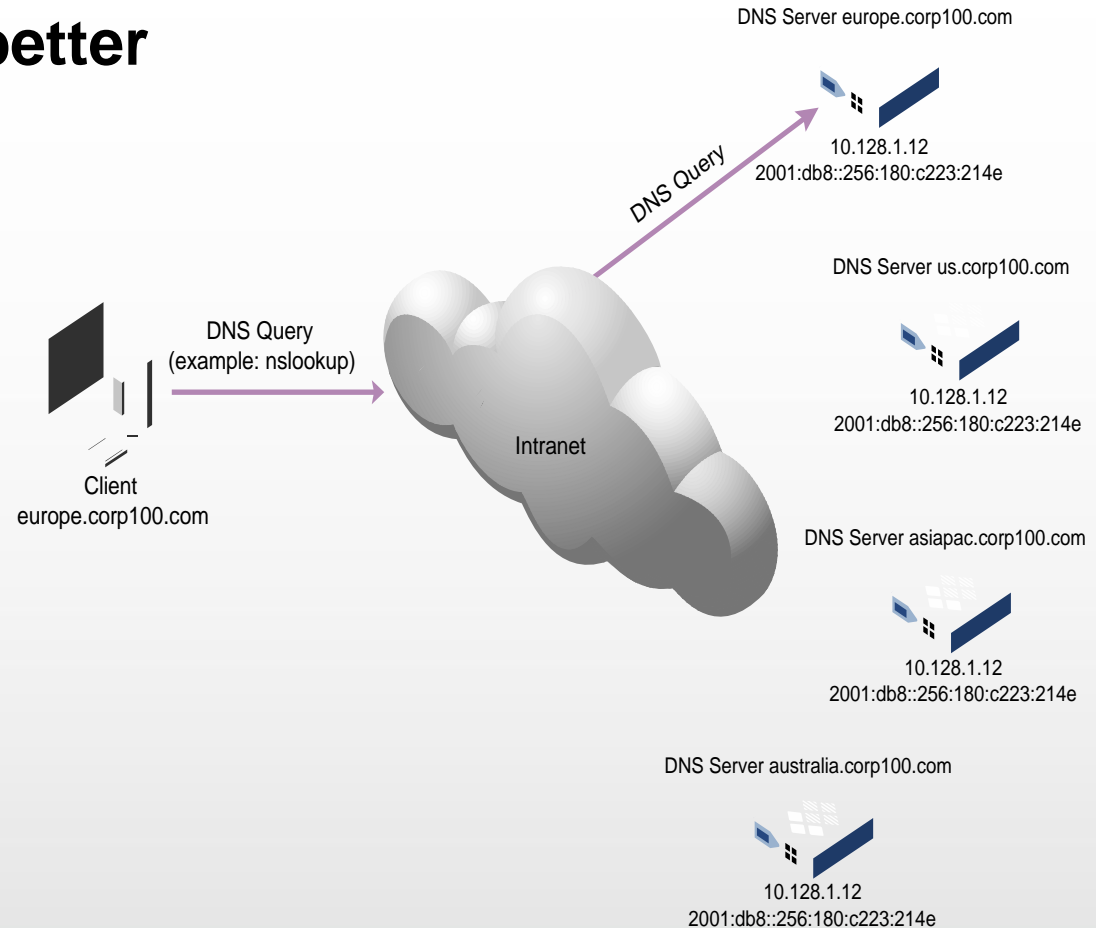 better
DNS Server europe.corp100.com
10.128.1.12
2001:db8::256:180:c223:214e
DNS Query
DNS Server us.corp100.com
10.128.1.12
2001:db8::256:180:c223:214e
DNS Query
(example: nslookup)
Intranet
Client
europe.corp100.com
DNS Server asiapac.corp100.com
10.128.1.12
2001:db8::256:180:c223:214e
DNS Server australia.corp100.com
10.128.1.12
2001:db8::256:180:c223:214e